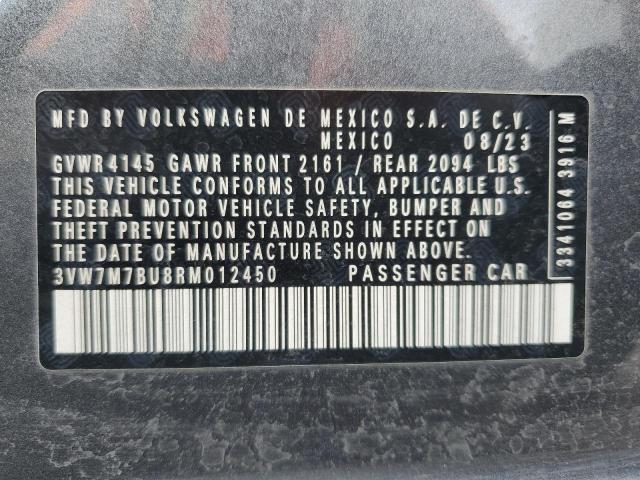 MFD BY VOLKSWAGEN DE MEXICO S.A. DE C.V.
MEXICO 08/23
GVWR4145 GAWR FRONT 2161 / REAR 2094 LBS
THIS VEHICLE CONFORMS TO ALL APPLICABLE U.S.
FEDERAL MOTOR VEHICLE SAFETY, BUMPER AND
THEFT PREVENTION STANDARDS IN EFFECT ON
THE DATE OF MANUFACTURE SHOWN ABOVE.
3VW7M7BU8RM012450 PASSENGER CAR
3341064 3916 M